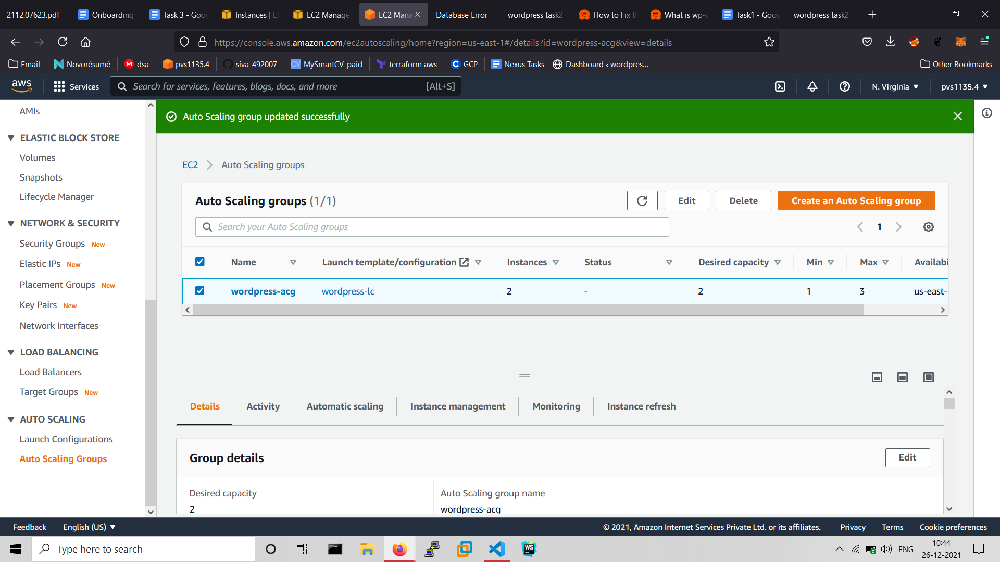 2112.07623.pdf Onboarding Task 3 - Goo Instances | EC EC2 Manage EC2 Mana Database Error wordpress task2 How to Fix th What is wp-c Task1 - Goog wordpress task2
https://console.aws.amazon.com/ec2autoscaling/home?region=us-east-1#/details?id=wordpress-acg&view=details
Email Novorésumé dsa pvs1135.4 siva-492007 MySmartCV-paid terraform aws GCP Nexus Tasks Dashboard ‹ wordpres... Other Bookmarks
aws Services Search for services, features, blogs, docs, and more [Alt+S] N. Virginia pvs1135.4
AMIs
ELASTIC BLOCK STORE
Volumes
Snapshots
Lifecycle Manager
NETWORK & SECURITY
Security Groups New
Elastic IPs New
Placement Groups New
Key Pairs New
Network Interfaces
LOAD BALANCING
Load Balancers
Target Groups New
AUTO SCALING
Launch Configurations
Auto Scaling Groups
Auto Scaling group updated successfully
EC2 Auto Scaling groups
Auto Scaling groups (1/1) Edit Delete Create an Auto Scaling group
Search your Auto Scaling groups 1
Name Launch template/configuration Instances Status Desired capacity Min Max Availabi
wordpress-acg wordpress-lc 2 - 2 1 3 us-east-
Details Activity Automatic scaling Instance management Monitoring Instance refresh
Group details Edit
Desired capacity Auto Scaling group name
2 wordpress-acg
Feedback English (US) © 2021, Amazon Internet Services Private Ltd. or its affiliates. Privacy Terms Cookie preferences
Type here to search WS ENG 10:44
26-12-2021